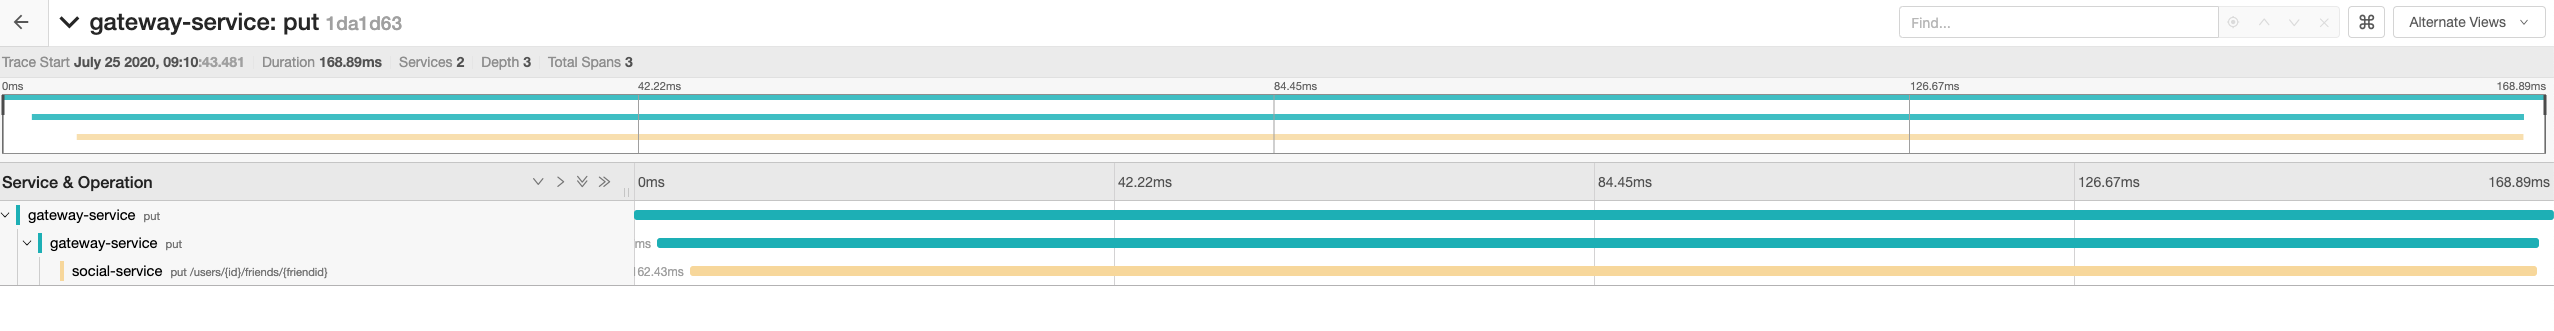 gateway-service: put 1da1d63 Find... ⌘ Alternate Views
Trace Start July 25 2020, 09:10:43.481 Duration 168.89ms Services 2 Depth 3 Total Spans 3
0ms 42.22ms 84.45ms 126.67ms 168.89ms
Service & Operation 0ms 42.22ms 84.45ms 126.67ms 168.89ms
gateway-service put
gateway-service put ms
social-service put /users/{id}/friends/{friendid} 62.43ms